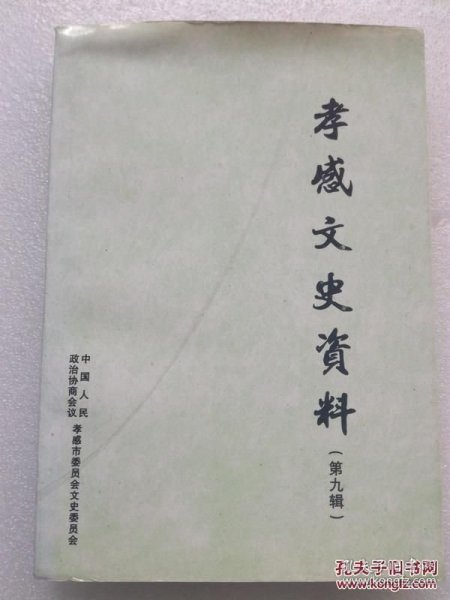 孝感文史資料
(第九辑)
中国人民
政治协商会议
孝感市委员会文史委员会
孔夫子旧书网
www.kongfz.com